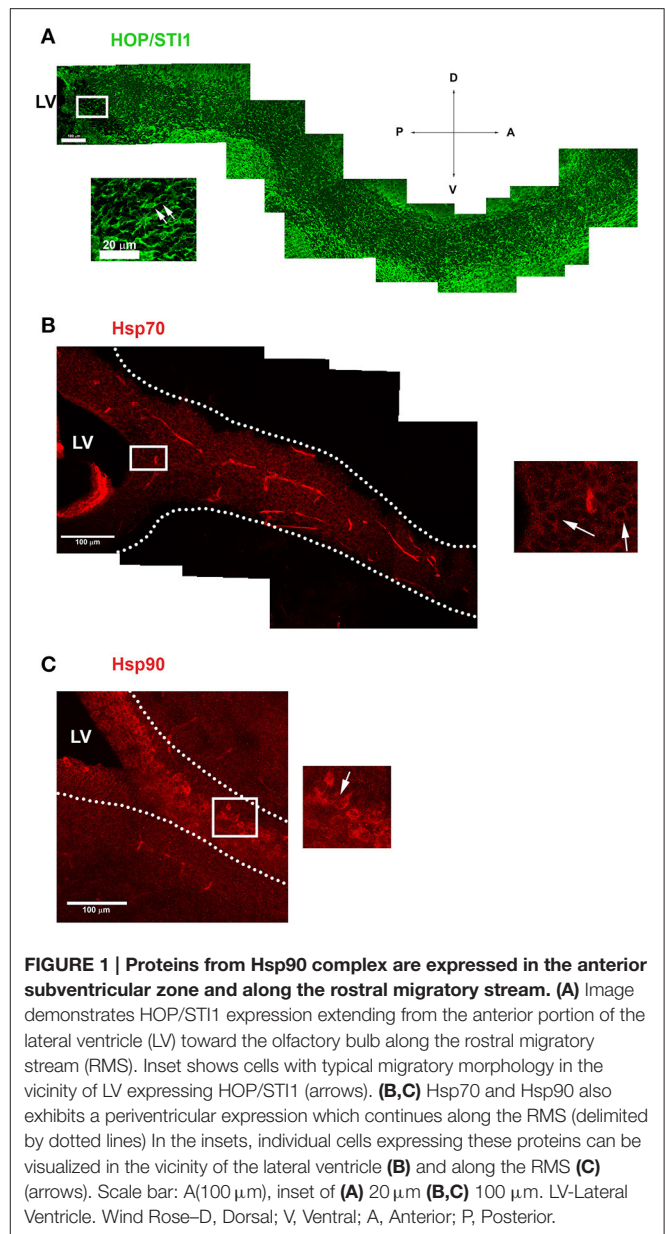 A
HOP/STI1
LV
100 µm
D
P
A
V
20 µm
B
Hsp70
LV
100 µm
C
Hsp90
LV
100 µm
FIGURE 1 | Proteins from Hsp90 complex are expressed in the anterior
subventricular zone and along the rostral migratory stream. (A) Image
demonstrates HOP/STI1 expression extending from the anterior portion of the
lateral ventricle (LV) toward the olfactory bulb along the rostral migratory
stream (RMS). Inset shows cells with typical migratory morphology in the
vicinity of LV expressing HOP/STI1 (arrows). (B,C) Hsp70 and Hsp90 also
exhibits a periventricular expression which continues along the RMS (delimited
by dotted lines) In the insets, individual cells expressing these proteins can be
visualized in the vicinity of the lateral ventricle (B) and along the RMS (C)
(arrows). Scale bar: A(100 µm), inset of (A) 20 µm (B,C) 100 µm. LV-Lateral
Ventricle. Wind Rose–D, Dorsal; V, Ventral; A, Anterior; P, Posterior.